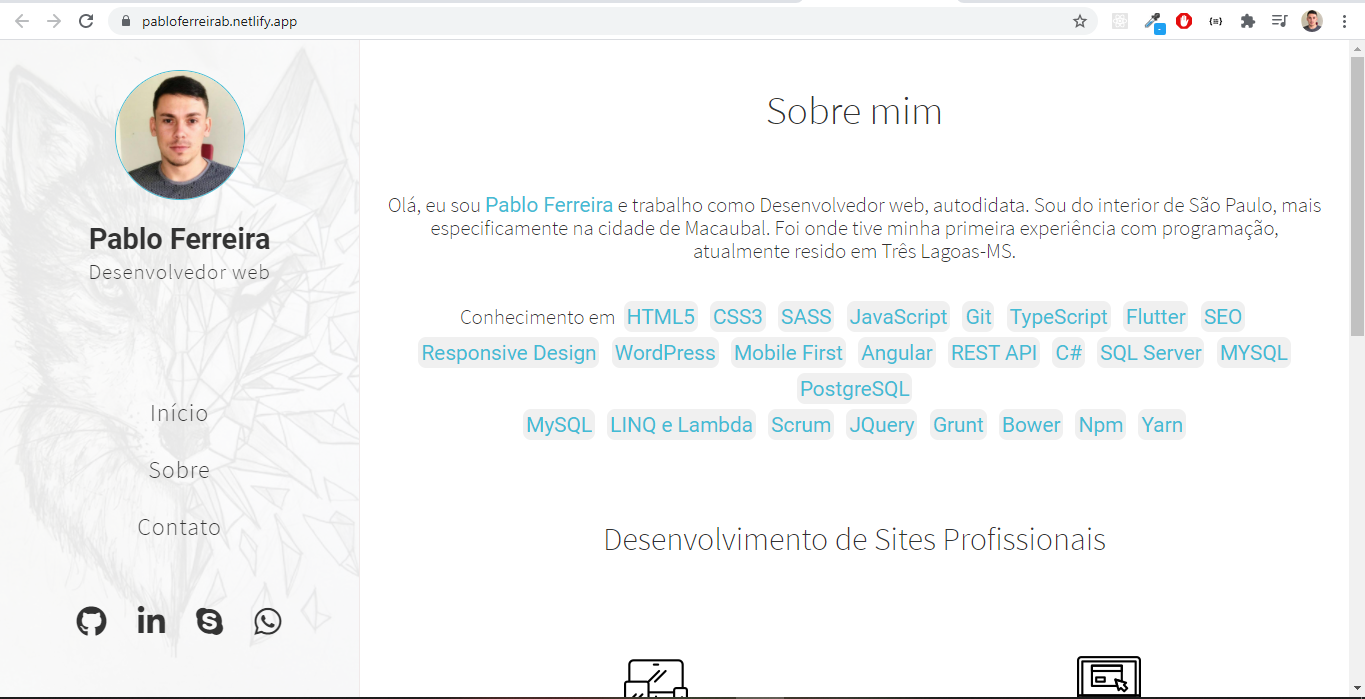 pabloferreirab.netlify.app
Pablo Ferreira
Desenvolvedor web
Início
Sobre
Contato
Sobre mim
Olá, eu sou Pablo Ferreira e trabalho como Desenvolvedor web, autodidata. Sou do interior de São Paulo, mais
especificamente na cidade de Macaubal. Foi onde tive minha primeira experiência com programação,
atualmente resido em Três Lagoas-MS.
Conhecimento em HTML5 CSS3 SASS JavaScript Git TypeScript Flutter SEO
Responsive Design WordPress Mobile First Angular REST API C# SQL Server MYSQL
PostgreSQL
MySQL LINQ e Lambda Scrum JQuery Grunt Bower Npm Yarn
Desenvolvimento de Sites Profissionais